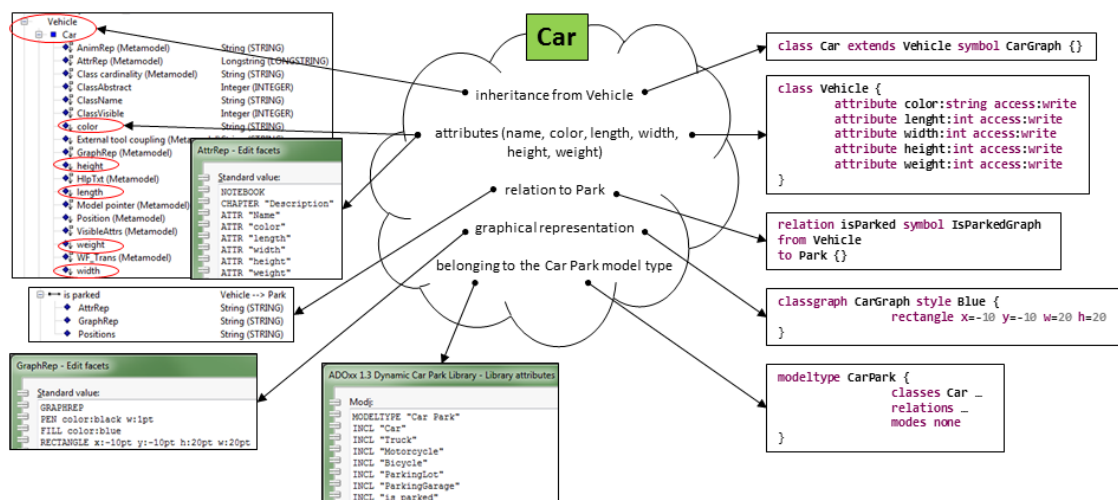 Car
Vehicle
Car
AnimRep (Metamodel) String (STRING)
AttrRep (Metamodel) Longstring (LONGSTRING)
Class cardinality (Metamodel) String (STRING)
ClassAbstract Integer (INTEGER)
ClassName String (STRING)
ClassVisible Integer (INTEGER)
color String (STRING)
External tool coupling (Metamodel)
GraphRep (Metamodel)
height
HlpTxt (Metamodel)
length
Model pointer (Metamodel)
Position (Metamodel)
VisibleAttrs (Metamodel)
weight
WF_Trans (Metamodel)
width
AttrRep - Edit facets
Standard value:
NOTEBOOK
CHAPTER "Description"
ATTR "Name"
ATTR "color"
ATTR "length"
ATTR "width"
ATTR "height"
ATTR "weight"
is parked Vehicle --> Park
AttrRep String (STRING)
GraphRep String (STRING)
Positions String (STRING)
GraphRep - Edit facets
Standard value:
GRAPHREP
PEN color:black w:1pt
FILL color:blue
RECTANGLE x:-10pt y:-10pt h:20pt w:20pt
inheritance from Vehicle
attributes (name, color, length, width,
height, weight)
relation to Park
graphical representation
belonging to the Car Park model type
ADOxx 1.3 Dynamic Car Park Library - Library attributes
Modi:
MODELTYPE "Car Park"
INCL "Car"
INCL "Truck"
INCL "Motorcycle"
INCL "Bicycle"
INCL "ParkingLot"
INCL "ParkingGarage"
INCL "is parked"
class Car extends Vehicle symbol CarGraph {}
class Vehicle {
attribute color:string access:write
attribute lenght:int access:write
attribute width:int access:write
attribute height:int access:write
attribute weight:int access:write
}
relation isParked symbol IsParkedGraph
from Vehicle
to Park {}
classgraph CarGraph style Blue {
rectangle x=-10 y=-10 w=20 h=20
}
modeltype CarPark {
classes Car …
relations …
modes none
}